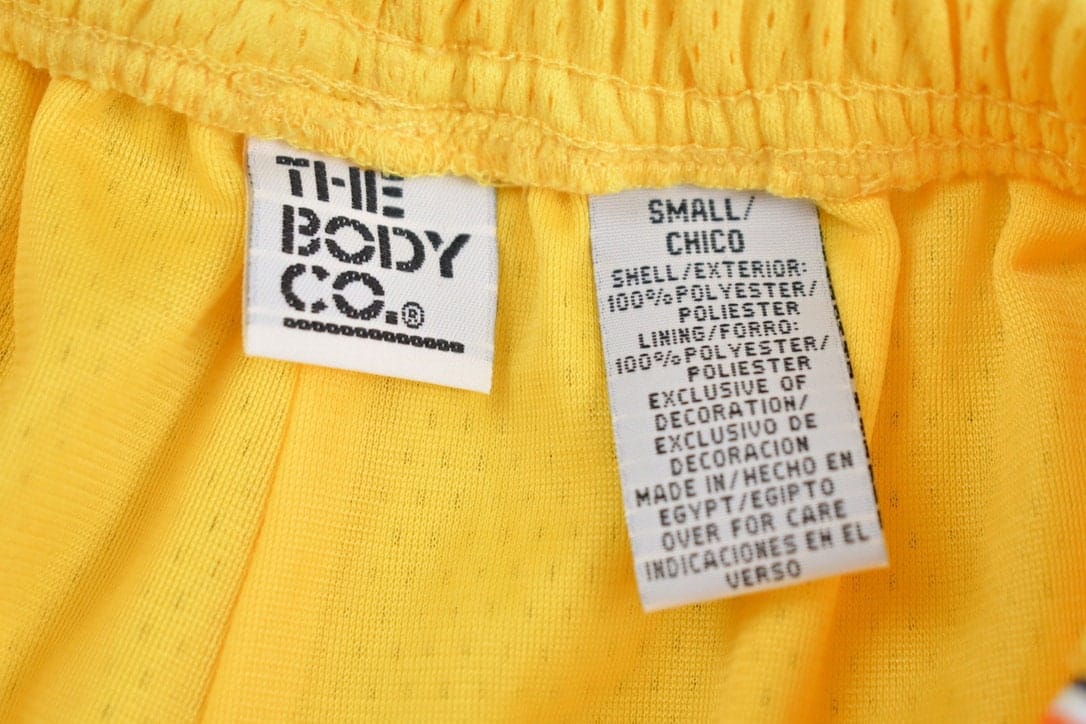 THE
BODY
CO.®
SMALL/
CHICO
SHELL/EXTERIOR:
100%POLYESTER/
POLIESTER
LINING/FORRO:
100%POLYESTER/
POLIESTER
EXCLUSIVE OF
DECORATION/
EXCLUSIVO DE
DECORACION
MADE IN/HECHO EN
EGYPT/EGIPTO
OVER FOR CARE
INDICACIONES EN EL
VERSO